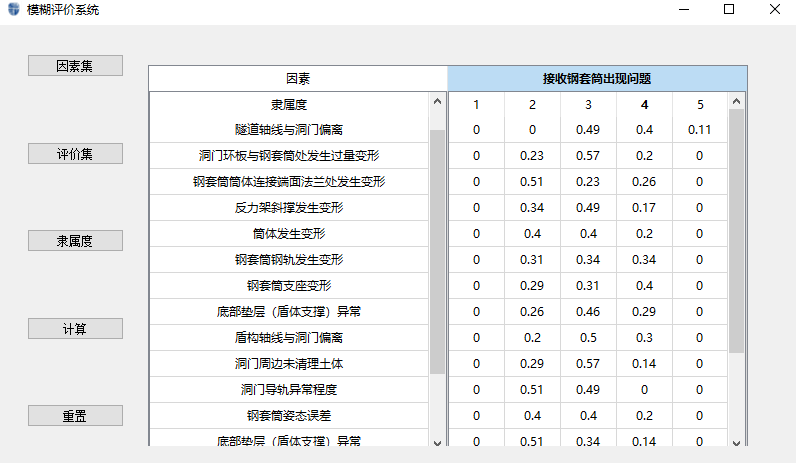 模糊评价系统
因素集
评价集
隶属度
计算
重置
因素 接收钢套筒出现问题
隶属度 1 2 3 4 5
隧道轴线与洞门偏离 0 0 0.49 0.4 0.11
洞门环板与钢套筒处发生过量变形 0 0.23 0.57 0.2 0
钢套筒筒体连接端面法兰处发生变形 0 0.51 0.23 0.26 0
反力架斜撑发生变形 0 0.34 0.49 0.17 0
筒体发生变形 0 0.4 0.4 0.2 0
钢套筒钢轨发生变形 0 0.31 0.34 0.34 0
钢套筒支座变形 0 0.29 0.31 0.4 0
底部垫层（盾体支撑）异常 0 0.26 0.46 0.29 0
盾构轴线与洞门偏离 0 0.2 0.5 0.3 0
洞门周边未清理土体 0 0.29 0.57 0.14 0
洞门导轨异常程度 0 0.51 0.49 0 0
钢套筒姿态误差 0 0.4 0.4 0.2 0
底部垫层（盾体支撑）异常 0 0.51 0.34 0.14 0